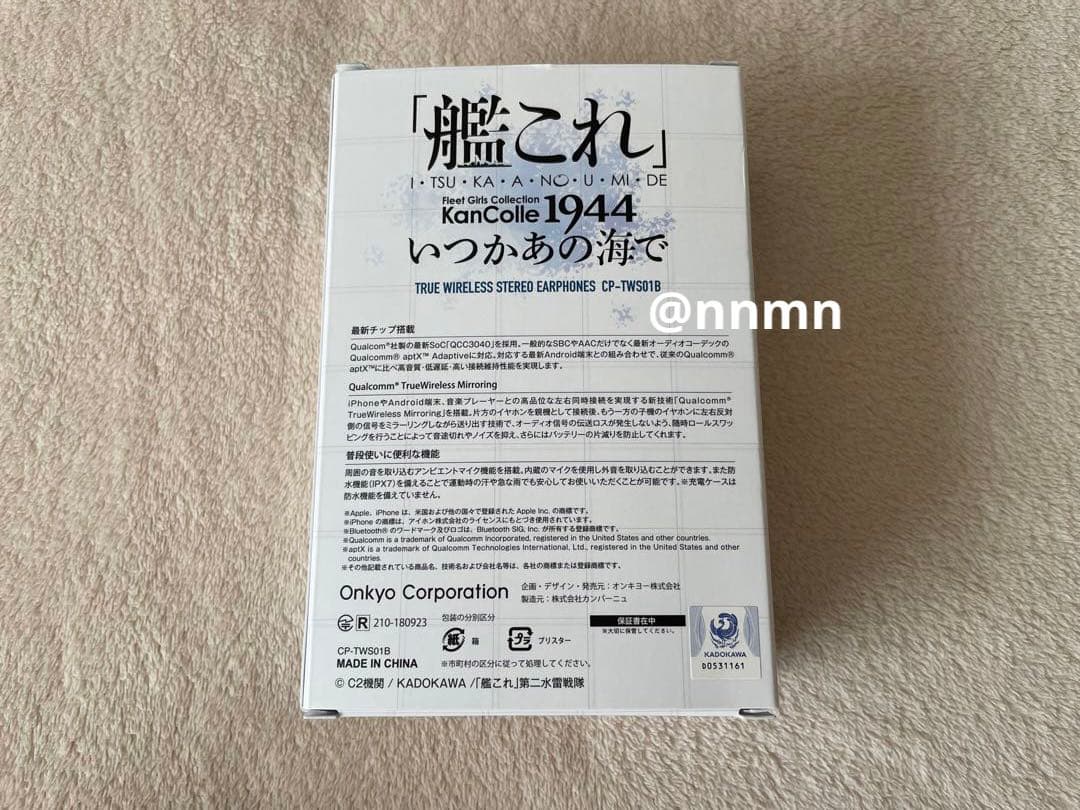 「艦これ」
I・TSU・KA・A・NO・U・MI・DE
Fleet Girls Collection
KanColle 1944
いつかあの海で
TRUE WIRELESS STEREO EARPHONES CP-TWS01B
@nnmn
最新チップ搭載
Qualcom®社製の最新SoC「QCC3040」を採用。一般的なSBCやAACだけでなく最新オーディオコーデックの
Qualcomm® aptX™ Adaptiveに対応。対応する最新Android端末との組み合わせで、従来のQualcomm®
aptX™に比べ高音質・低遅延・高い接続維持性能を実現します。
Qualcomm® TrueWireless Mirroring
iPhoneやAndroid端末、音楽プレーヤーとの高品位な左右同時接続を実現する新技術「Qualcomm®
TrueWireless Mirroring」を搭載。片方のイヤホンを親機として接続後、もう一方の子機のイヤホンに左右反対
側の信号をミラーリングしながら送り出す技術で、オーディオ信号の伝送ロスが発生しないよう、随時ロールスワッ
ピングを行うことによって音途切れやノイズを抑え、さらにはバッテリーの片減りを防止してくれます。
普段使いに便利な機能
周囲の音を取り込むアンビエントマイク機能を搭載。内蔵のマイクを使用し外音を取り込むことができます。また防
水機能(IPX7)を備えることで運動時の汗や急な雨でも安心してお使いいただくことが可能です。※充電ケースは
防水機能を備えていません。
※Apple、iPhone は、米国および他の国々で登録された Apple Inc. の商標です。
※iPhone の商標は、アイホン株式会社のライセンスにもとづき使用されています。
※Bluetooth® のワードマーク及びロゴは、Bluetooth SIG, Inc. が所有する登録商標です。
※Qualcomm is a trademark of Qualcomm Incorporated, registered in the United States and other countries.
※aptX is a trademark of Qualcomm Technologies International, Ltd., registered in the United States and other
countries.
※その他記載されている商品名、技術名および会社名等は、各社の商標または登録商標です。
Onkyo Corporation
企画・デザイン・発売元：オンキヨー株式会社
製造元：株式会社カンパーニュ
R 210-180923
包装の分別区分
紙 箱
プラ ブリスター
※市町村の区分に従って処理してください。
保証書在中
※大切に保管してください。
KADOKAWA
D0531161
CP-TWS01B
MADE IN CHINA
© C2機関 / KADOKAWA /「艦これ」第二水雷戦隊